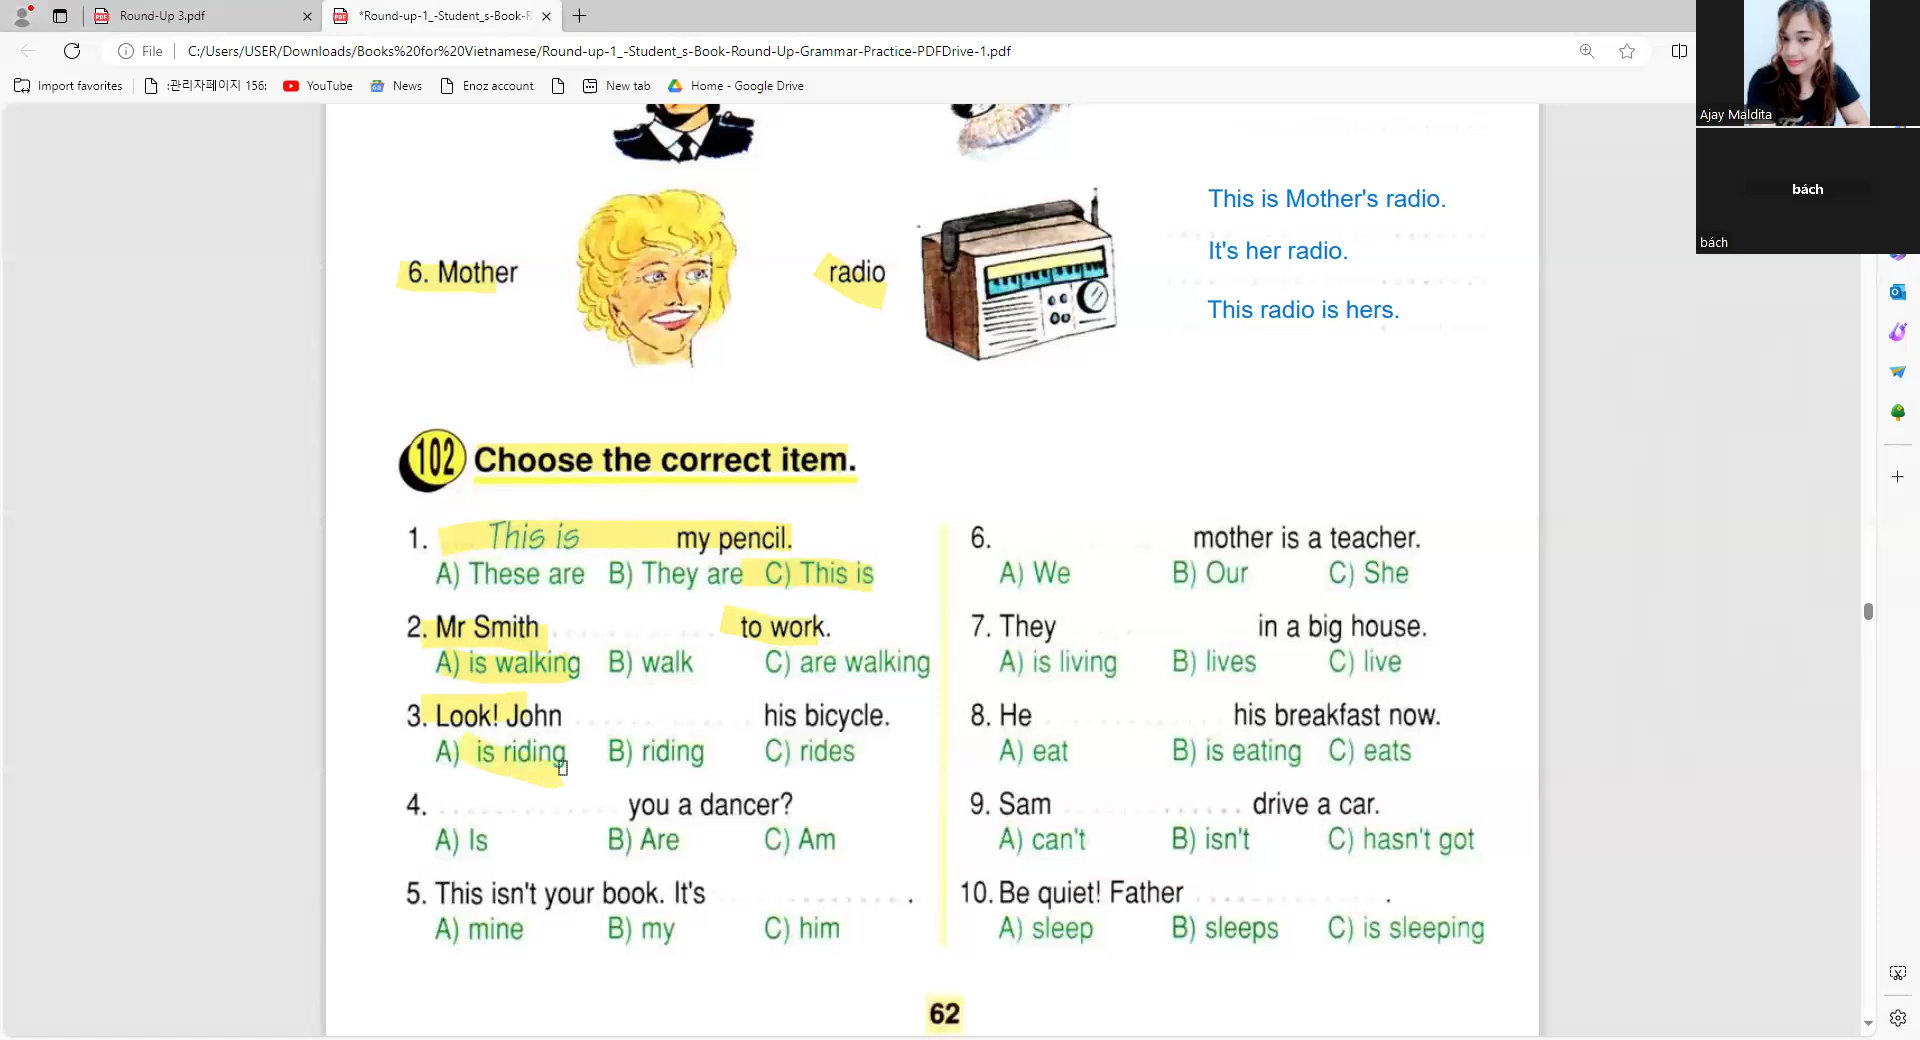 Round-Up 3.pdf
*Round-up-1_-Student_s-Book-R
File
C:/Users/USER/Downloads/Books%20for%20Vietnamese/Round-up-1_-Student_s-Book-Round-Up-Grammar-Practice-PDFDrive-1.pdf
Import favorites
:관리자페이지 156:
YouTube
News
Enoz account
New tab
Home - Google Drive
Ajay Maldita
bách
bách
6. Mother
radio
This is Mother's radio.
It's her radio.
This radio is hers.
102 Choose the correct item.
1. This is my pencil.
A) These are B) They are C) This is
2. Mr Smith .............. to work.
A) is walking B) walk C) are walking
3. Look! John .............. his bicycle.
A) is riding B) riding C) rides
4. .............. you a dancer?
A) Is B) Are C) Am
5. This isn't your book. It's .............. .
A) mine B) my C) him
6. mother is a teacher.
A) We B) Our C) She
7. They .............. in a big house.
A) is living B) lives C) live
8. He .............. his breakfast now.
A) eat B) is eating C) eats
9. Sam .............. drive a car.
A) can't B) isn't C) hasn't got
10. Be quiet! Father .............. .
A) sleep B) sleeps C) is sleeping
62